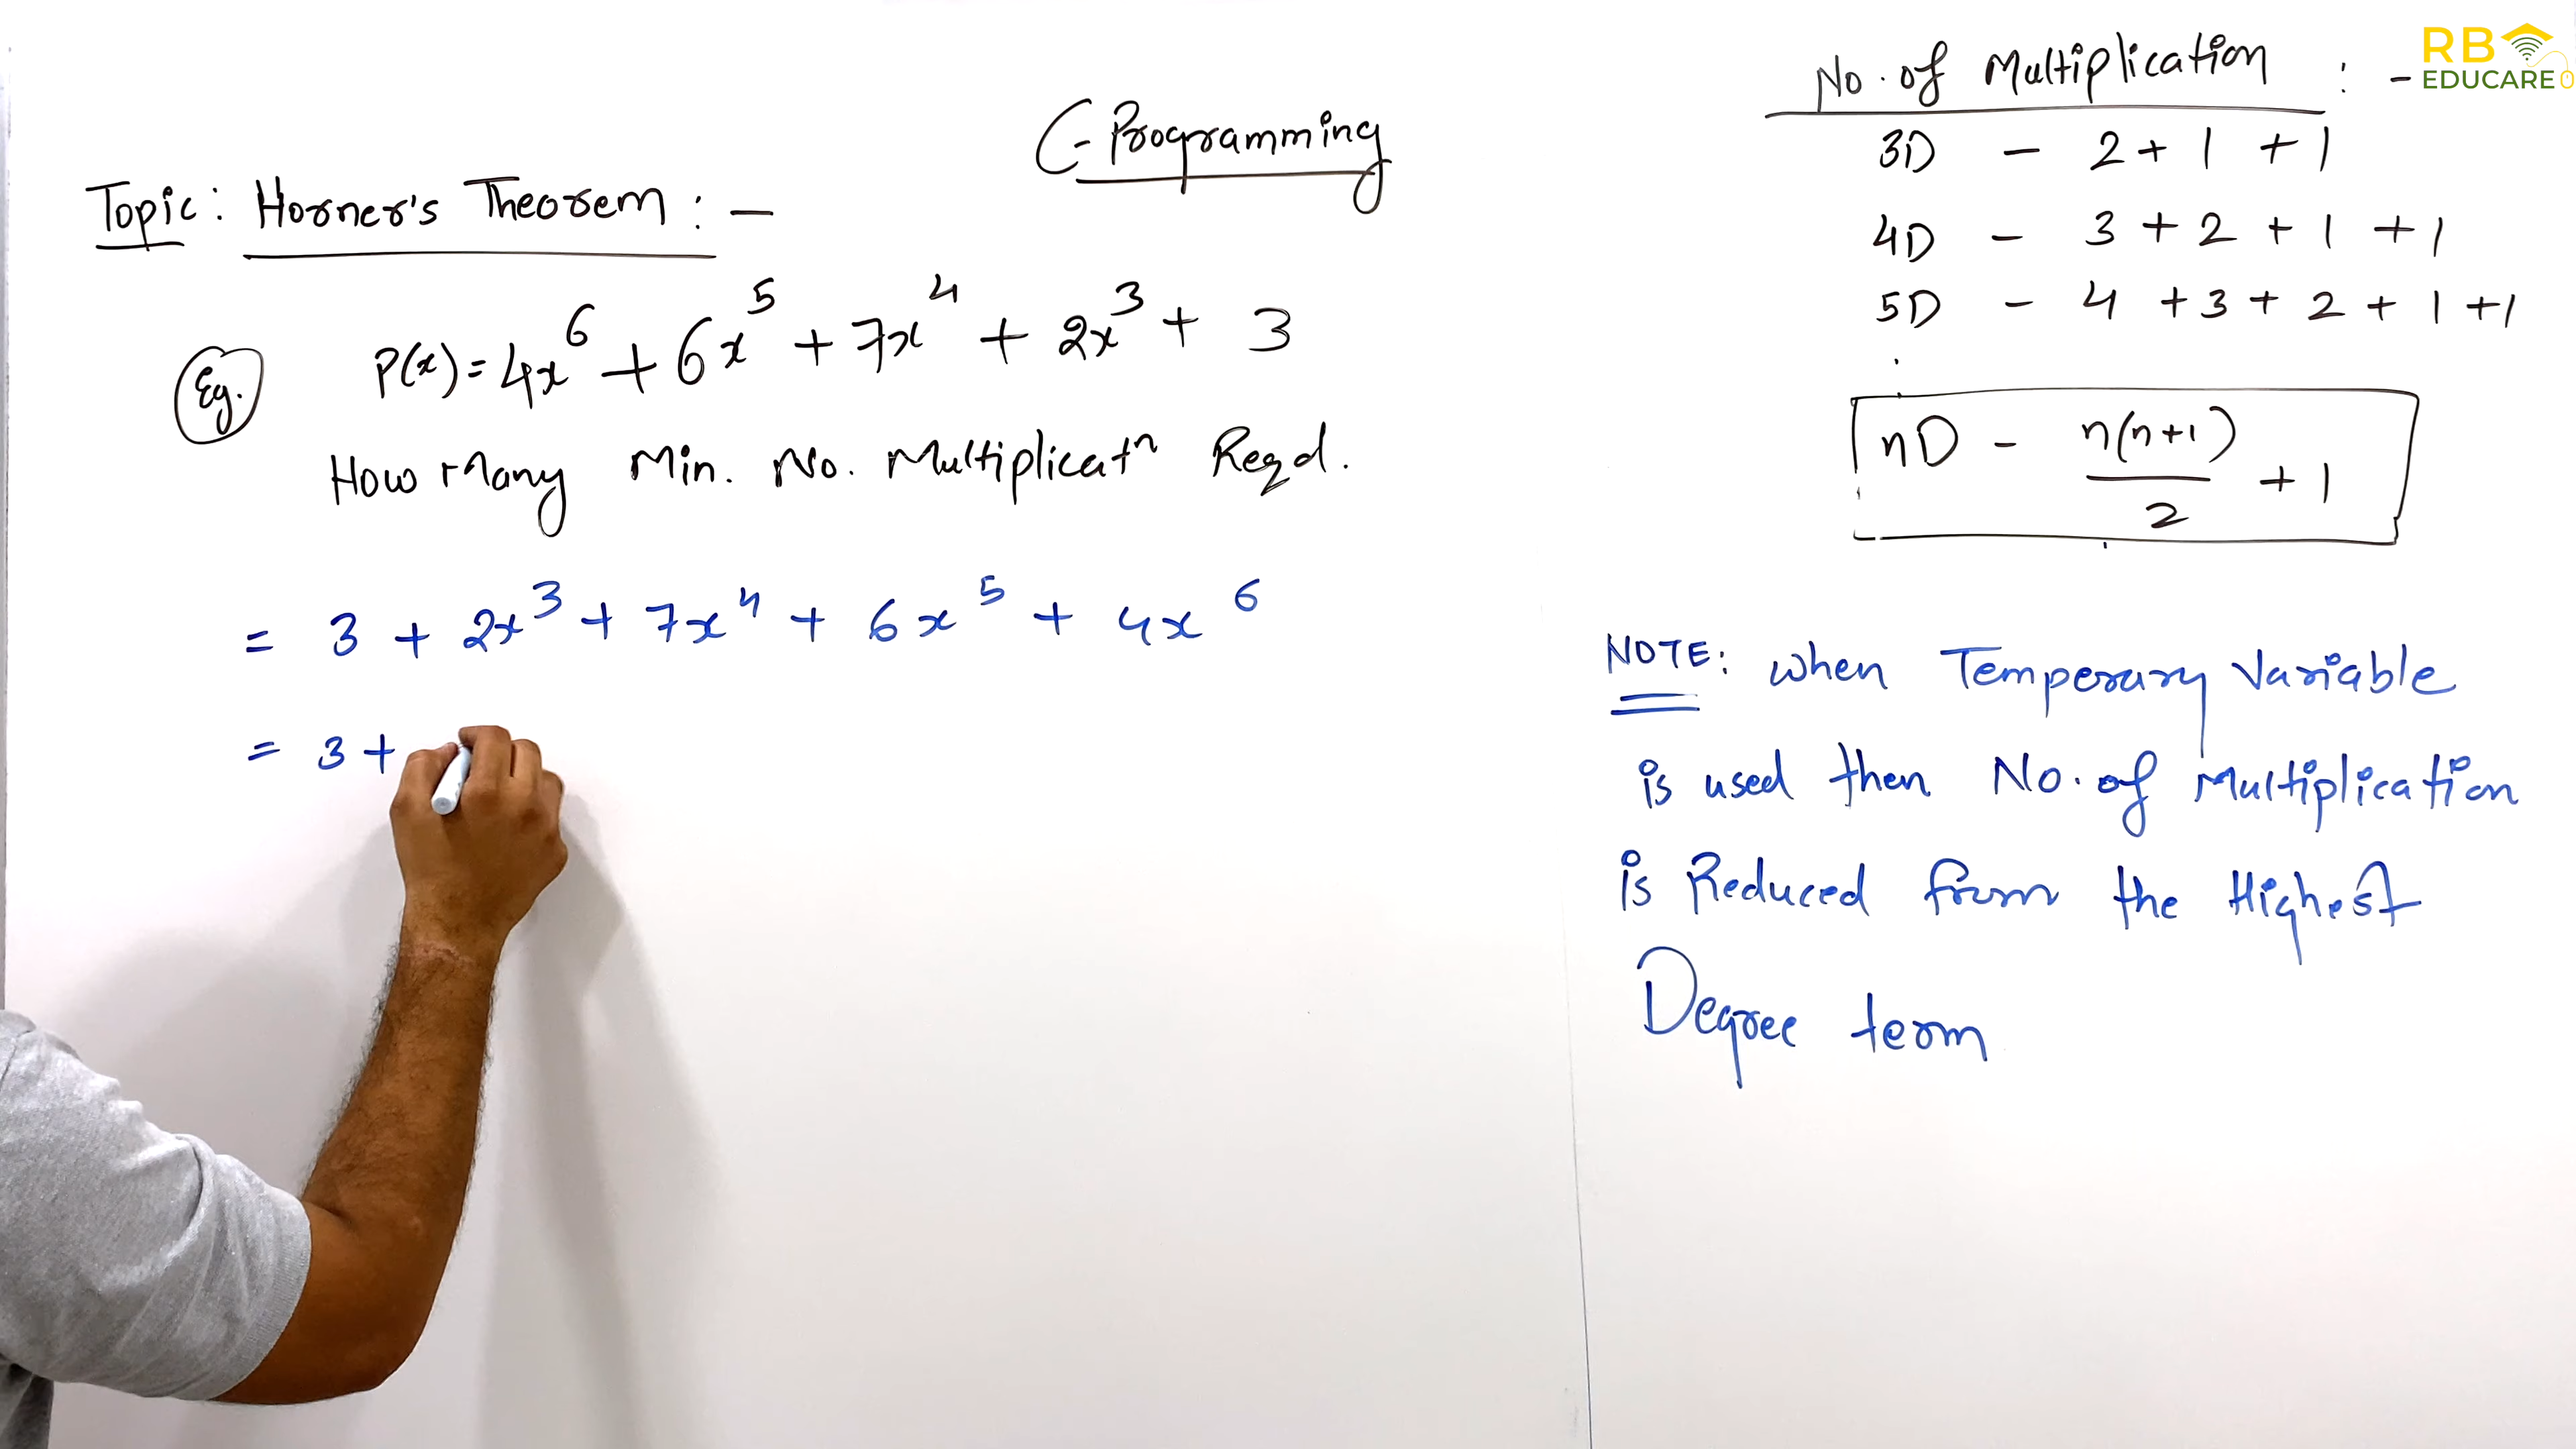 RB
EDUCARE
C-Programming
Topic: Horner's Theorem : -
Eg. P(x) = 4x⁶ + 6x⁵ + 7x⁴ + 2x³ + 3
How Many Min. No. Multiplicatⁿ Reqd.
= 3 + 2x³ + 7x⁴ + 6x⁵ + 4x⁶
= 3 +
No. of Multiplication : -
3D - 2 + 1 + 1
4D - 3 + 2 + 1 + 1
5D - 4 + 3 + 2 + 1 + 1
nD - n(n+1)/2 + 1
NOTE: when Temperary Variable
is used then No. of Multiplication
is Reduced from the Highest
Degree term